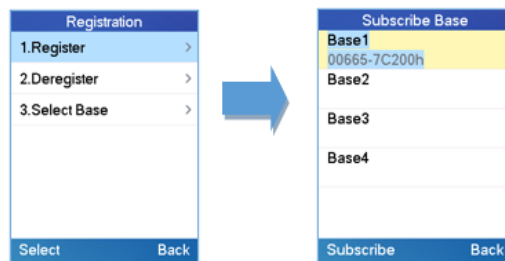 Registration
1.Register
2.Deregister
3.Select Base
Select Back
Subscribe Base
Base1
00665-7C200h
Base2
Base3
Base4
Subscribe Back